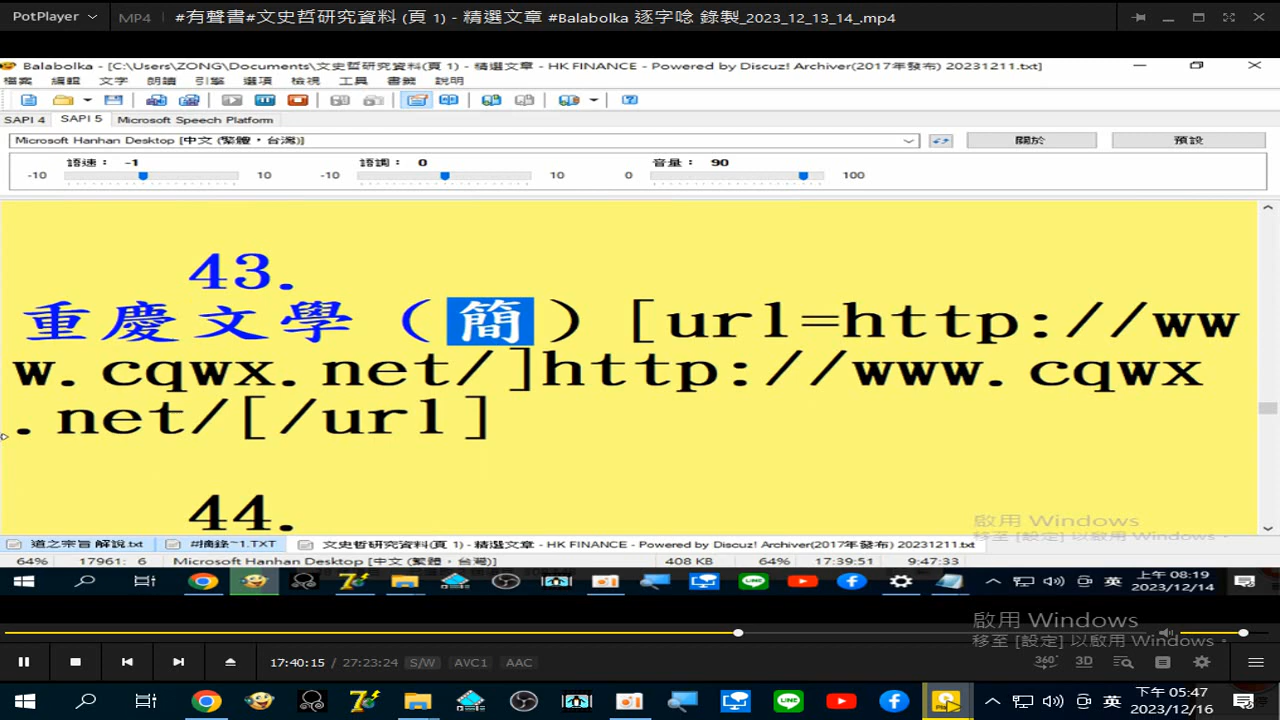 PotPlayer MP4 #有聲書#文史哲研究資料 (頁 1) - 精選文章 #Balabolka 逐字唸 錄製_2023_12_13_14_.mp4
Balabolka - [C:\Users\ZONG\Documents\文史哲研究資料(頁 1) - 精選文章 - HK FINANCE - Powered by Discuz! Archiver(2017年發布) 20231211.txt]
檔案 編輯 文字 朗讀 引擎 選項 檢視 工具 書籤 說明
SAPI 4 SAPI 5 Microsoft Speech Platform
Microsoft Hanhan Desktop [中文 (繁體，台灣)] 關於 預設
語速： -1 語調： 0 音量： 90
-10 10 -10 10 0 100
43.
重慶文學（簡）[url=http://ww
w.cqwx.net/]http://www.cqwx
.net/[/url]
44.
啟用 Windows
移至 [設定] 以啟用 Windows。
道之宗旨 解說.txt #摘錄~1.TXT 文史哲研究資料(頁 1) - 精選文章 - HK FINANCE - Powered by Discuz! Archiver(2017年發布) 20231211.txt
64% 17961: 6 Microsoft Hanhan Desktop [中文 (繁體，台灣)] 408 KB 64% 17:39:51 9:47:33
英 上午 08:19
2023/12/14
啟用 Windows
移至 [設定] 以啟用 Windows。
17:40:15 / 27:23:24 S/W AVC1 AAC 360° 3D
英 下午 05:47
2023/12/16